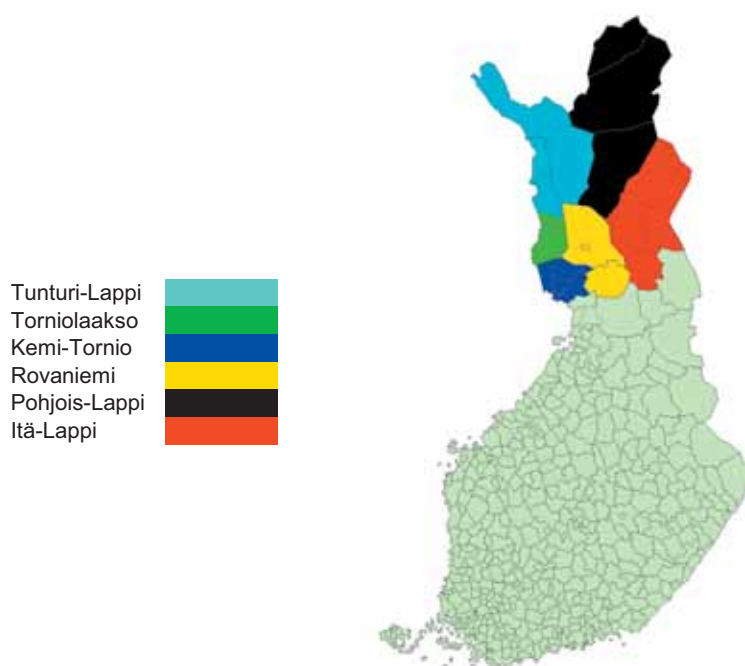 Tunturi-Lappi
Torniolaakso
Kemi-Tornio
Rovaniemi
Pohjois-Lappi
Itä-Lappi